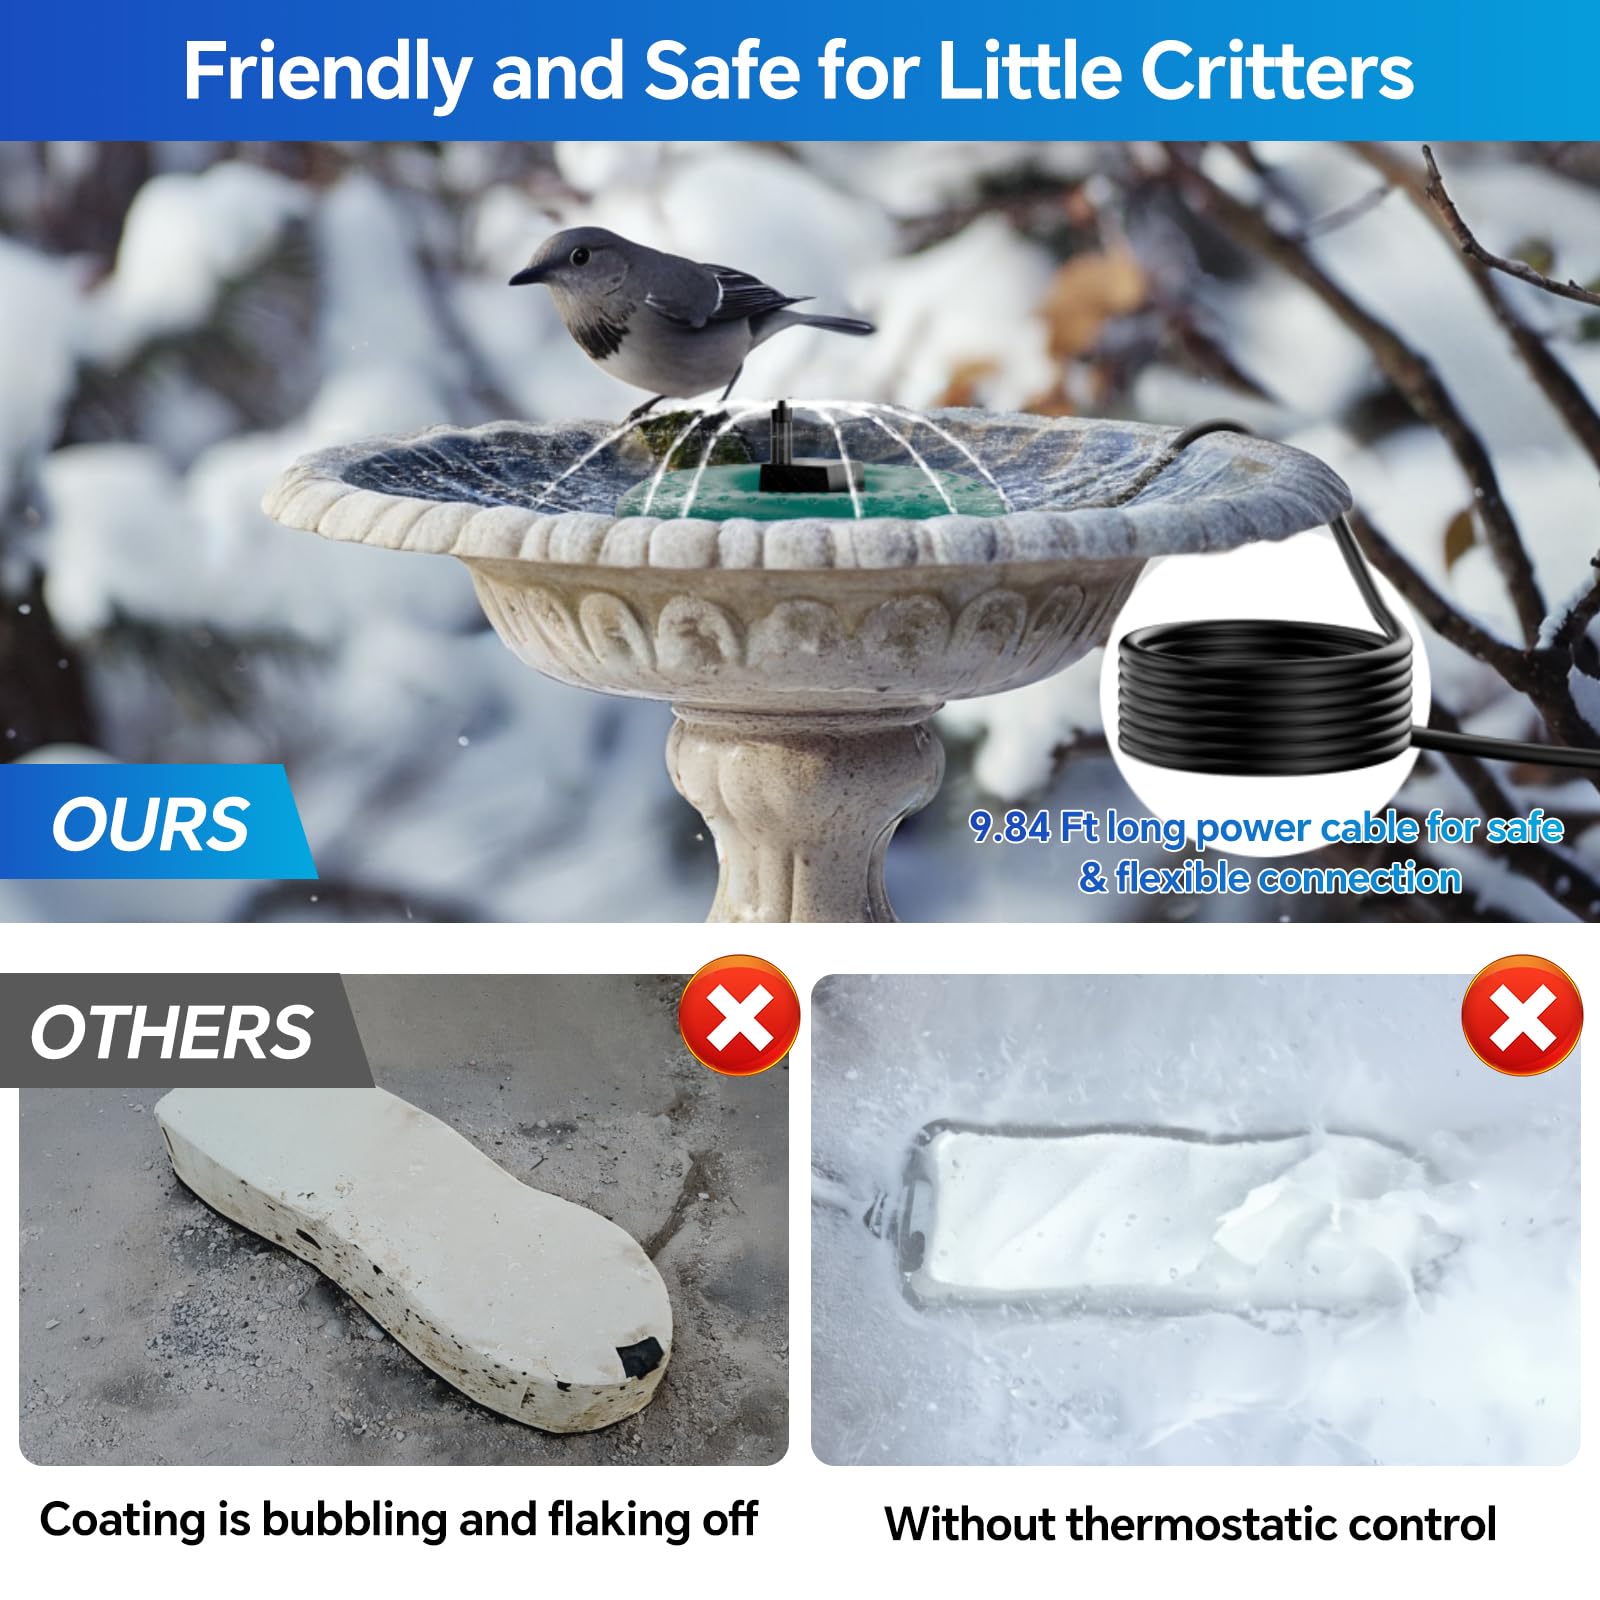 Friendly and Safe for Little Critters
OURS
9.84 Ft long power cable for safe
& flexible connection
OTHERS
Coating is bubbling and flaking off
Without thermostatic control